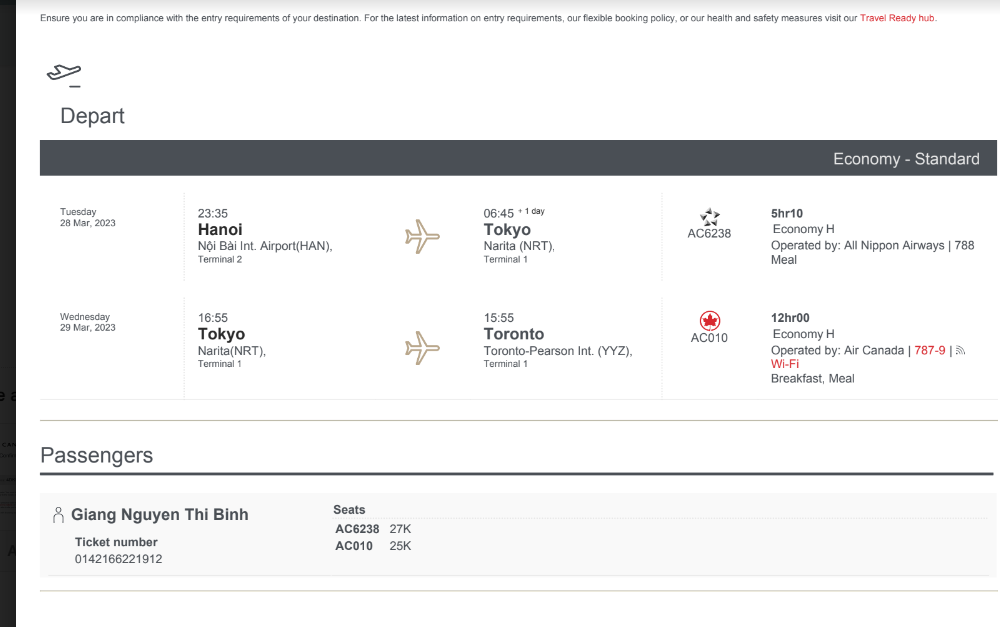 Ensure you are in compliance with the entry requirements of your destination. For the latest information on entry requirements, our flexible booking policy, or our health and safety measures visit our Travel Ready hub.
Depart
Economy - Standard
Tuesday
28 Mar, 2023
23:35
Hanoi
Nội Bài Int. Airport(HAN),
Terminal 2
06:45 + 1 day
Tokyo
Narita (NRT),
Terminal 1
AC6238
5hr10
Economy H
Operated by: All Nippon Airways | 788
Meal
Wednesday
29 Mar, 2023
16:55
Tokyo
Narita(NRT),
Terminal 1
15:55
Toronto
Toronto-Pearson Int. (YYZ),
Terminal 1
AC010
12hr00
Economy H
Operated by: Air Canada | 787-9 |
Wi-Fi
Breakfast, Meal
Passengers
Giang Nguyen Thi Binh
Ticket number
0142166221912
Seats
AC6238 27K
AC010 25K